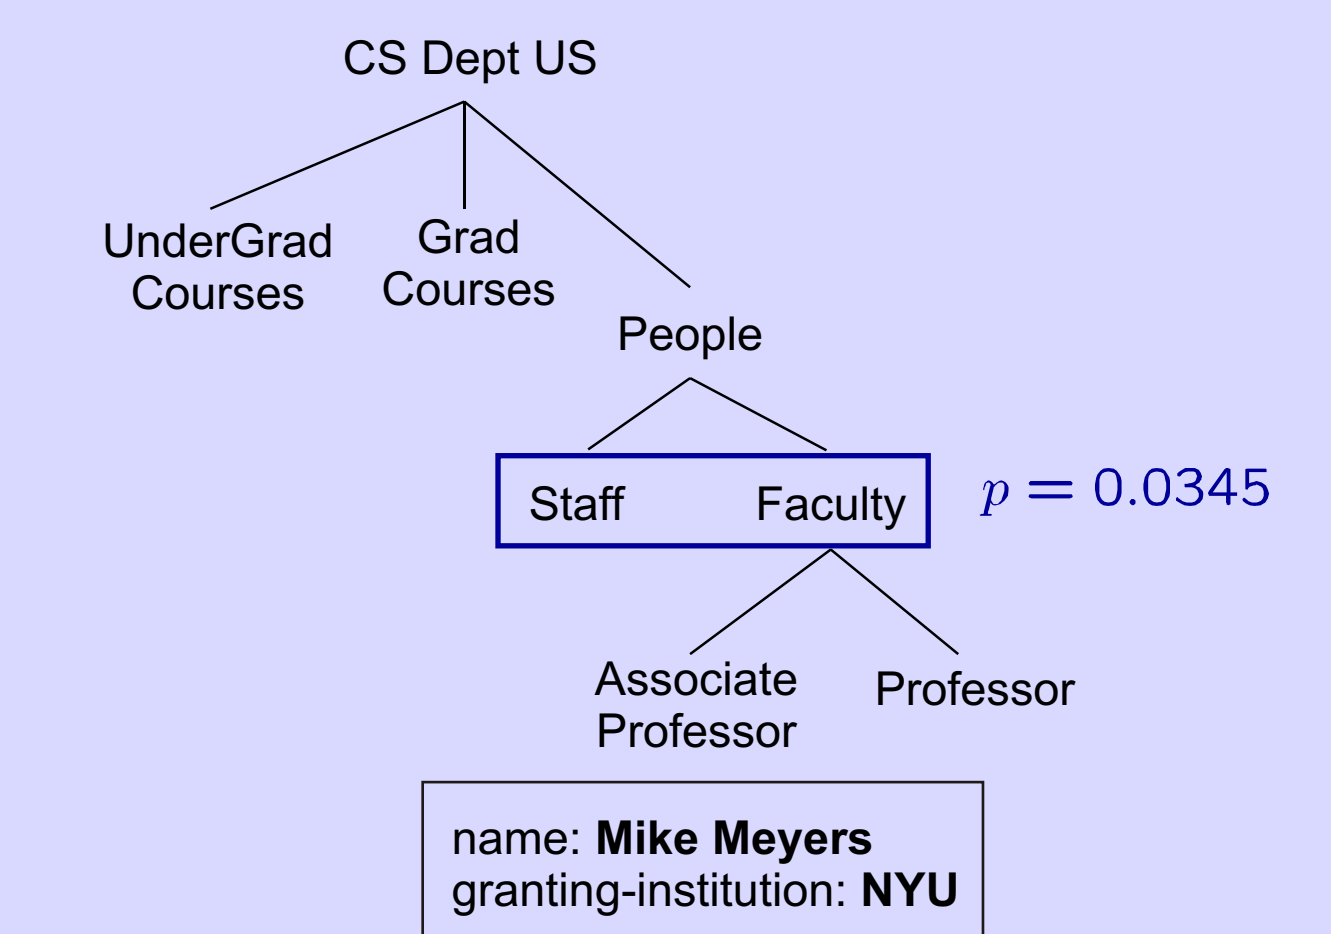 CS Dept US
UnderGrad
Courses
Grad
Courses
People
Staff
Faculty
p = 0.0345
Associate
Professor
Professor
name: Mike Meyers
granting-institution: NYU